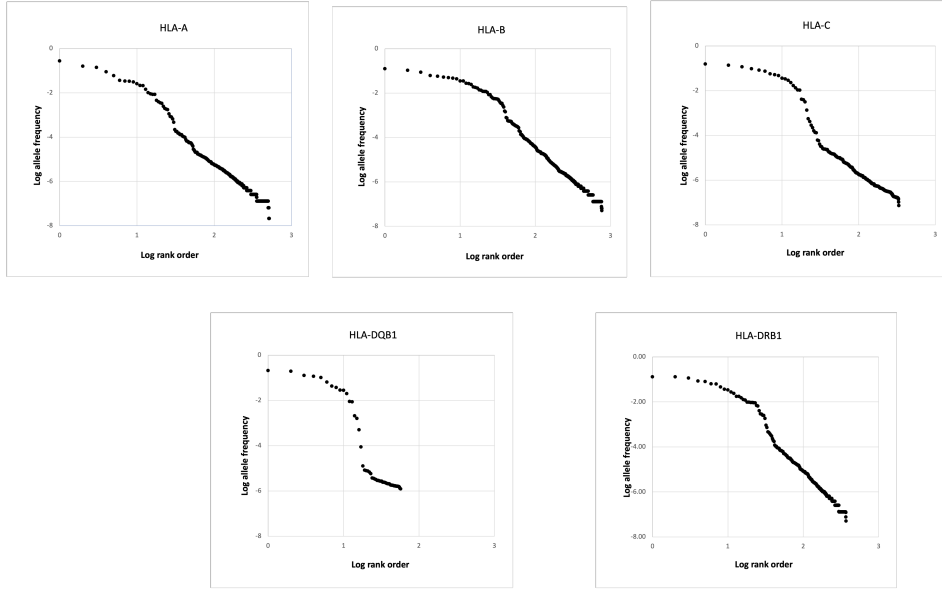 HLA-A
0
-2
-4
-6
-8
Log allele frequency
0 1 2 3
Log rank order
HLA-B
0
-2
-4
-6
-8
Log allele frequency
0 1 2 3
Log rank order
HLA-C
0
-2
-4
-6
-8
Log allele frequency
0 1 2 3
Log rank order
HLA-DQB1
0
-2
-4
-6
-8
Log allele frequency
0 1 2 3
Log rank order
HLA-DRB1
0.00
-2.00
-4.00
-6.00
-8.00
Log allele frequency
0 1 2 3
Log rank order